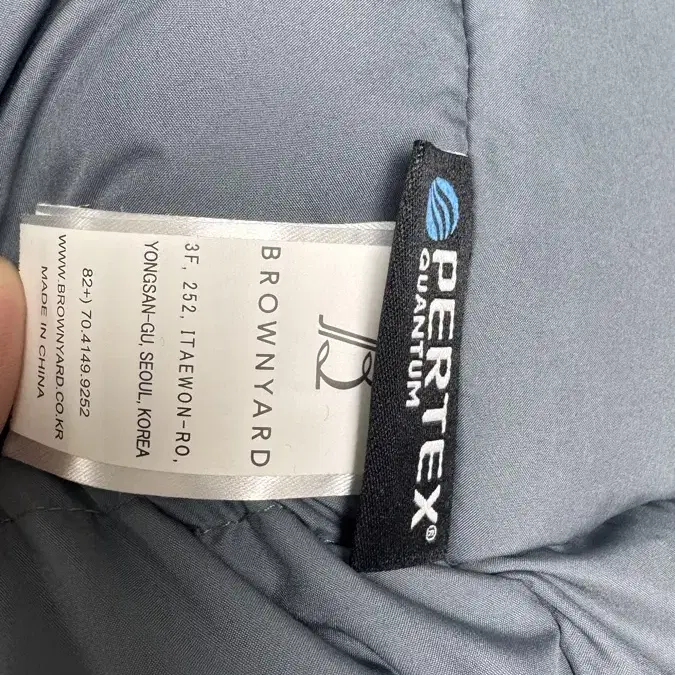 BROWNYARD
3F, 252, ITAEWON-RO,
YONGSAN-GU, SEOUL, KOREA
82+) 70.4149.9252
WWW.BROWNYARD.CO.KR
MADE IN CHINA
PERTEX®
QUANTUM